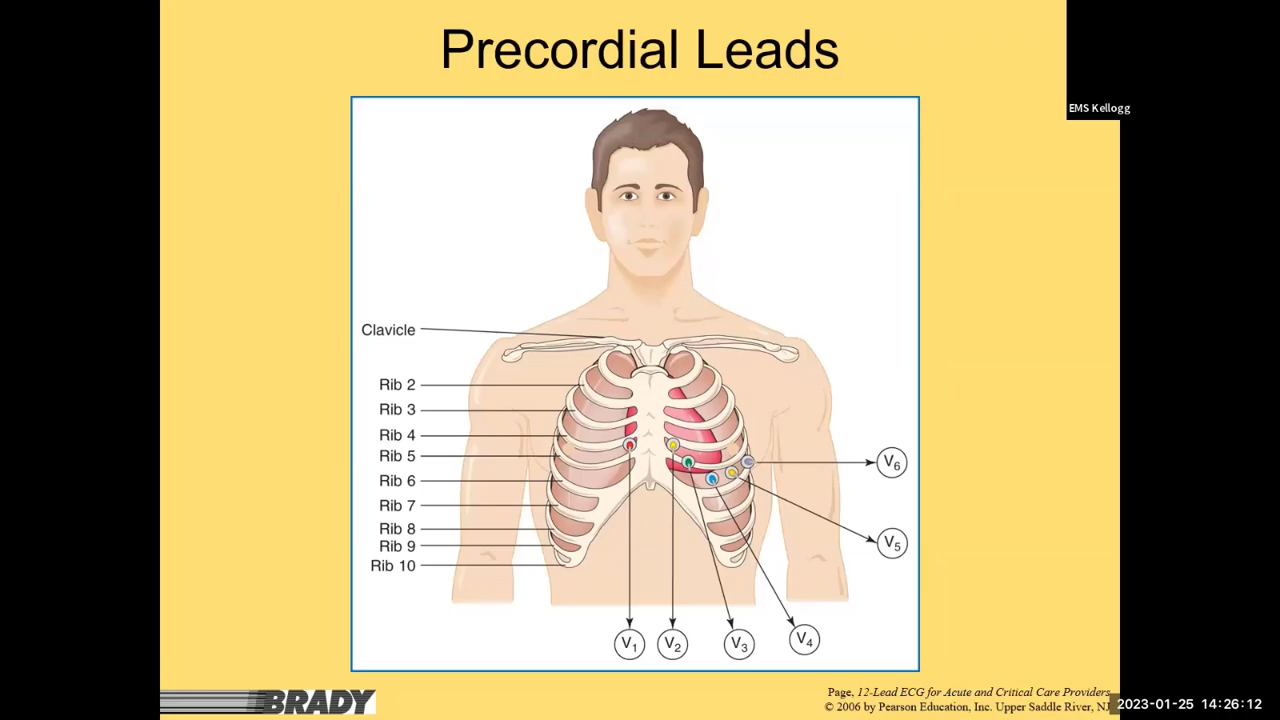 Precordial Leads
EMS Kellogg
Clavicle
Rib 2
Rib 3
Rib 4
Rib 5
Rib 6
Rib 7
Rib 8
Rib 9
Rib 10
V6
V5
V1
V2
V3
V4
BRADY
Page, 12-Lead ECG for Acute and Critical Care Providers
© 2006 by Pearson Education, Inc. Upper Saddle River, NJ
2023-01-25 14:26:12